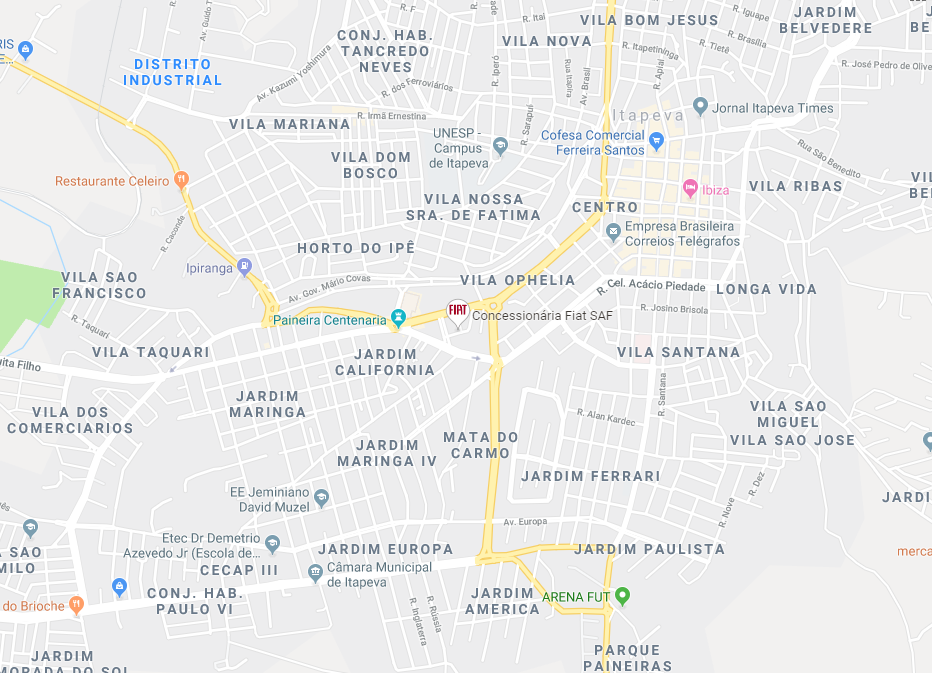 R. F
R. Ital
R. Iguape
VILA BOM JESUS
JARDIM
BELVEDERE
CONJ. HAB.
TANCREDO
NEVES
VILA NOVA
R. Itapetininga
R. Tietê
R. Brasília
R. José Pedro de Olive
RIS
DISTRITO
INDUSTRIAL
Av. Kazumi Yoshimura
R. dos Ferroviários
R. Iperó
Rua Itaoira
Av. Brasil
R. Apiaí
Itapeva
Jornal Itapeva Times
VILA MARIANA
R. Irmã Ernestina
R. Sarapuí
UNESP -
Campus
de Itapeva
Cofesa Comercial
Ferreira Santos
Rua São Benedito
VILA DOM
BOSCO
Restaurante Celeiro
Ibiza
VILA RIBAS
VILA NOSSA
SRA. DE FATIMA
CENTRO
R. Caconde
Empresa Brasileira
Correios Telégrafos
HORTO DO IPÊ
Ipiranga
VILA SAO
FRANCISCO
Av. Gov. Mário Covas
VILA OPHELIA
R. Cel. Acácio Piedade
LONGA VIDA
R. Josino Brisola
FIAT
Concessionária Fiat SAF
Paineira Centenaria
R. Taquari
VILA TAQUARI
JARDIM
CALIFORNIA
VILA SANTANA
uita Filho
R. Santana
JARDIM
MARINGA
VILA DOS
COMERCIARIOS
R. Alan Kardec
VILA SAO
MIGUEL
VILA SAO JOSE
JARDIM
MARINGA IV
MATA DO
CARMO
JARDIM FERRARI
R. Dez
R. Nove
EE Jeminiano
David Muzel
JARDI
Av. Europa
Etec Dr Demetrio
Azevedo Jr (Escola de...
CECAP III
JARDIM EUROPA
JARDIM PAULISTA
merca
A SAO
MILO
Câmara Municipal
de Itapeva
CONJ. HAB.
PAULO VI
do Brioche
JARDIM
AMERICA
ARENA FUT
R. Inglaterra
R. Rússia
PARQUE
PAINEIRAS
JARDIM
MORADA DO SOL